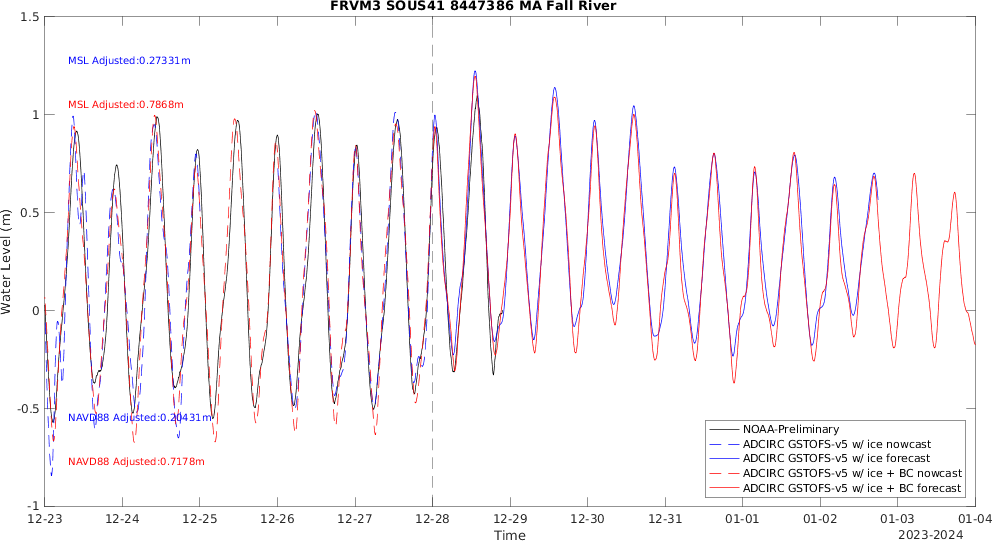 FRVM3 SOUS41 8447386 MA Fall River
1.5
MSL Adjusted:0.27331m
MSL Adjusted:0.7868m
1
0.5
Water Level (m)
0
-0.5
NAVD88 Adjusted:0.20431m
NAVD88 Adjusted:0.7178m
-1
NOAA-Preliminary
ADCIRC GSTOFS-v5 w/ ice nowcast
ADCIRC GSTOFS-v5 w/ ice forecast
ADCIRC GSTOFS-v5 w/ ice + BC nowcast
ADCIRC GSTOFS-v5 w/ ice + BC forecast
12-23 12-24 12-25 12-26 12-27 12-28 12-29 12-30 12-31 01-01 01-02 01-03 01-04
Time
2023-2024